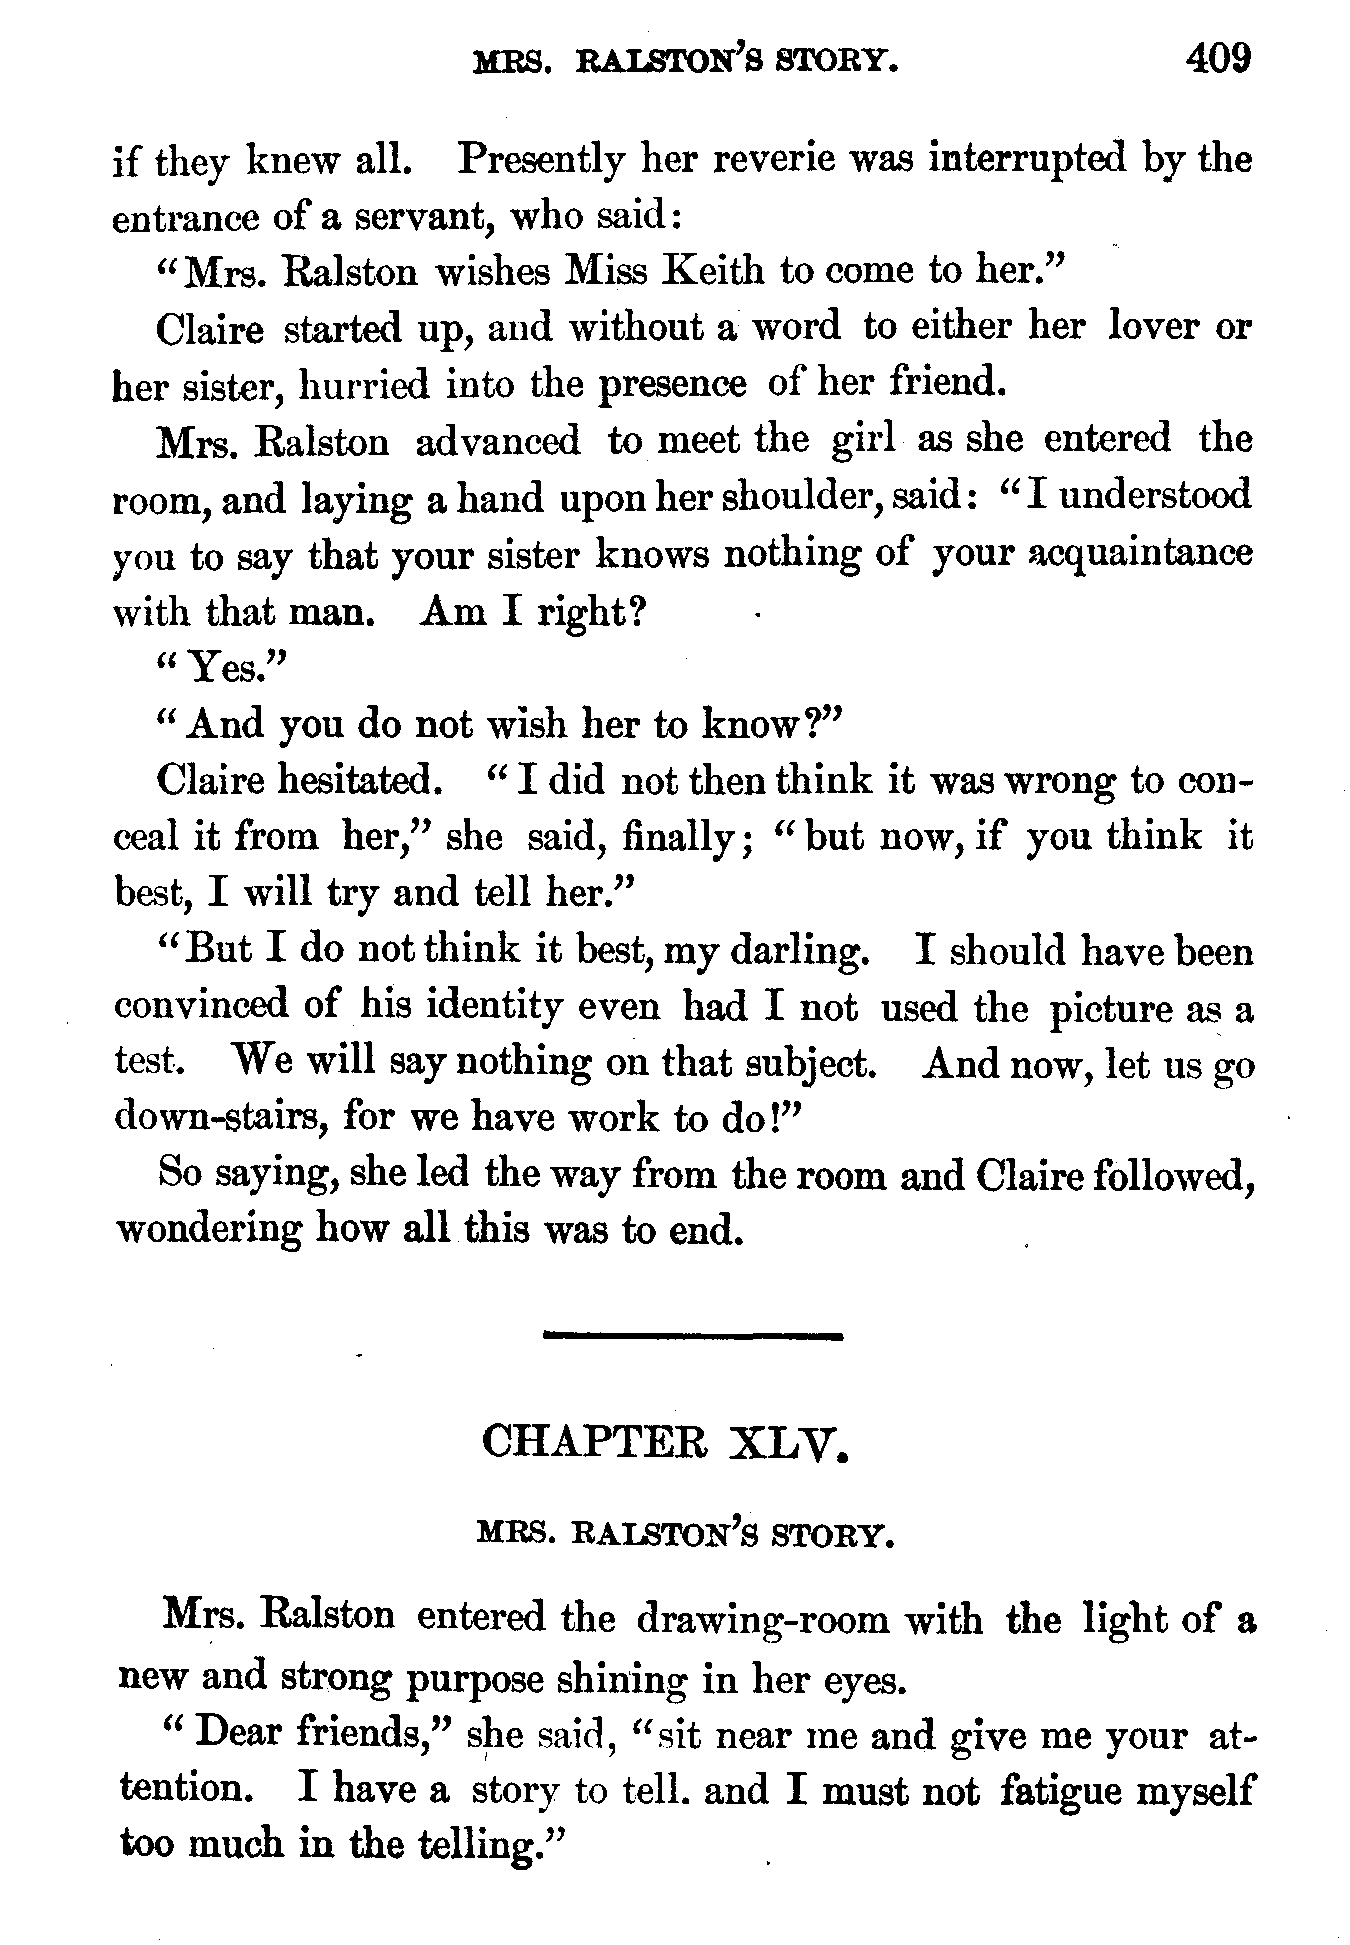 MRS. RALSTON'S STORY. 409
if they knew all. Presently her reverie was interrupted by the
entrance of a servant, who said:
"Mrs. Ralston wishes Miss Keith to come to her."
Claire started up, and without a word to either her lover or
her sister, hurried into the presence of her friend.
Mrs. Ralston advanced to meet the girl as she entered the
room, and laying a hand upon her shoulder, said: "I understood
you to say that your sister knows nothing of your acquaintance
with that man. Am I right?
"Yes."
"And you do not wish her to know?"
Claire hesitated. "I did not then think it was wrong to con-
ceal it from her," she said, finally; "but now, if you think it
best, I will try and tell her."
"But I do not think it best, my darling. I should have been
convinced of his identity even had I not used the picture as a
test. We will say nothing on that subject. And now, let us go
down-stairs, for we have work to do!"
So saying, she led the way from the room and Claire followed,
wondering how all this was to end.
CHAPTER XLV.
MRS. RALSTON'S STORY.
Mrs. Ralston entered the drawing-room with the light of a
new and strong purpose shining in her eyes.
"Dear friends," she said, "sit near me and give me your at-
tention. I have a story to tell. and I must not fatigue myself
too much in the telling."